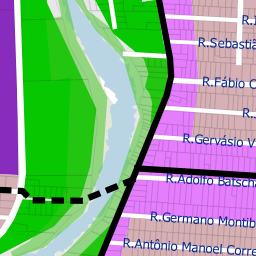 R.
R.Sebastiã
R.Fábio O
R.
R.Gervásio V
R.Adolfo Batsch
R.Germano Montib
R.Antônio Manoel Corre